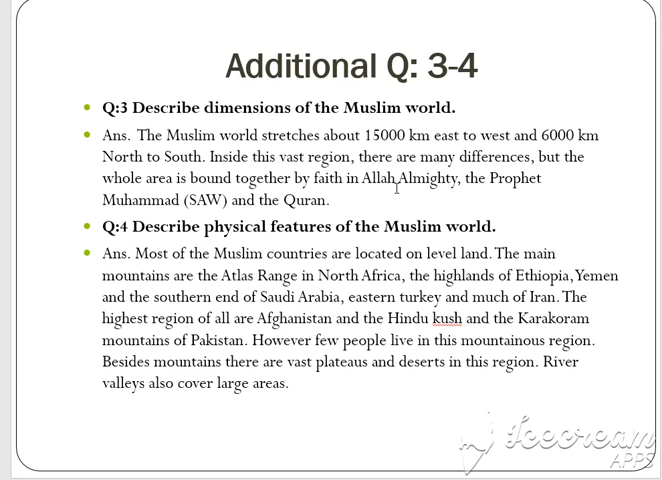 Additional Q: 3-4
Q:3 Describe dimensions of the Muslim world.
Ans. The Muslim world stretches about 15000 km east to west and 6000 km
North to South. Inside this vast region, there are many differences, but the
whole area is bound together by faith in Allah Almighty, the Prophet
Muhammad (SAW) and the Quran.
Q:4 Describe physical features of the Muslim world.
Ans. Most of the Muslim countries are located on level land. The main
mountains are the Atlas Range in North Africa, the highlands of Ethiopia, Yemen
and the southern end of Saudi Arabia, eastern turkey and much of Iran. The
highest region of all are Afghanistan and the Hindu kush and the Karakoram
mountains of Pakistan. However few people live in this mountainous region.
Besides mountains there are vast plateaus and deserts in this region. River
valleys also cover large areas.
Icecream
APPS